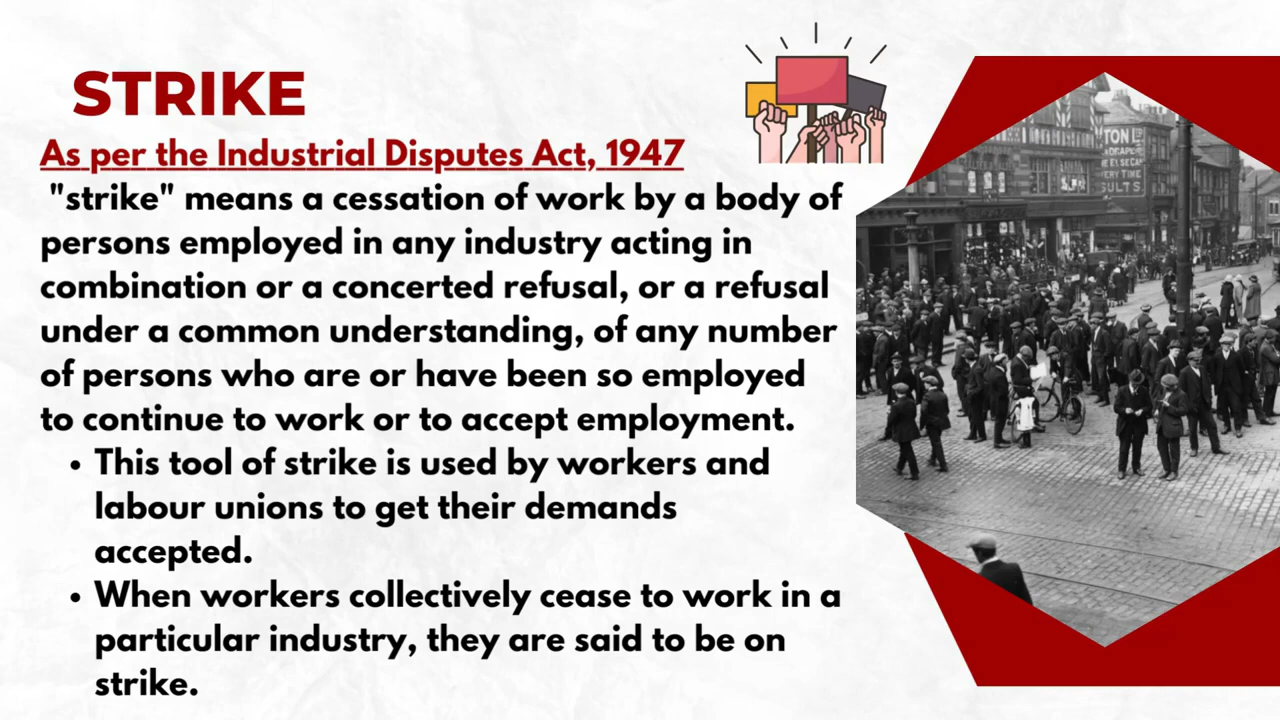 STRIKE
As per the Industrial Disputes Act, 1947
"strike" means a cessation of work by a body of
persons employed in any industry acting in
combination or a concerted refusal, or a refusal
under a common understanding, of any number
of persons who are or have been so employed
to continue to work or to accept employment.
• This tool of strike is used by workers and
labour unions to get their demands
accepted.
• When workers collectively cease to work in a
particular industry, they are said to be on
strike.
TON